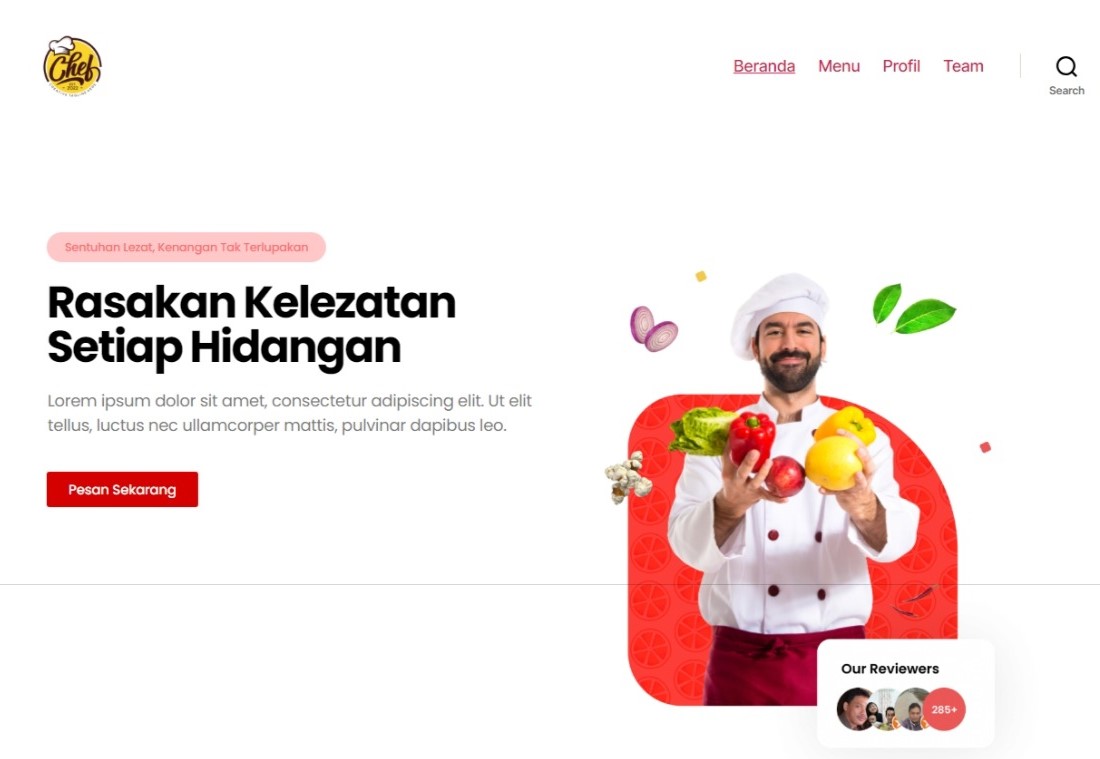 Chef
2022
Beranda Menu Profil Team
Search
Sentuhan Lezat, Kenangan Tak Terlupakan
Rasakan Kelezatan
Setiap Hidangan
Lorem ipsum dolor sit amet, consectetur adipiscing elit. Ut elit
tellus, luctus nec ullamcorper mattis, pulvinar dapibus leo.
Pesan Sekarang
Our Reviewers
285+